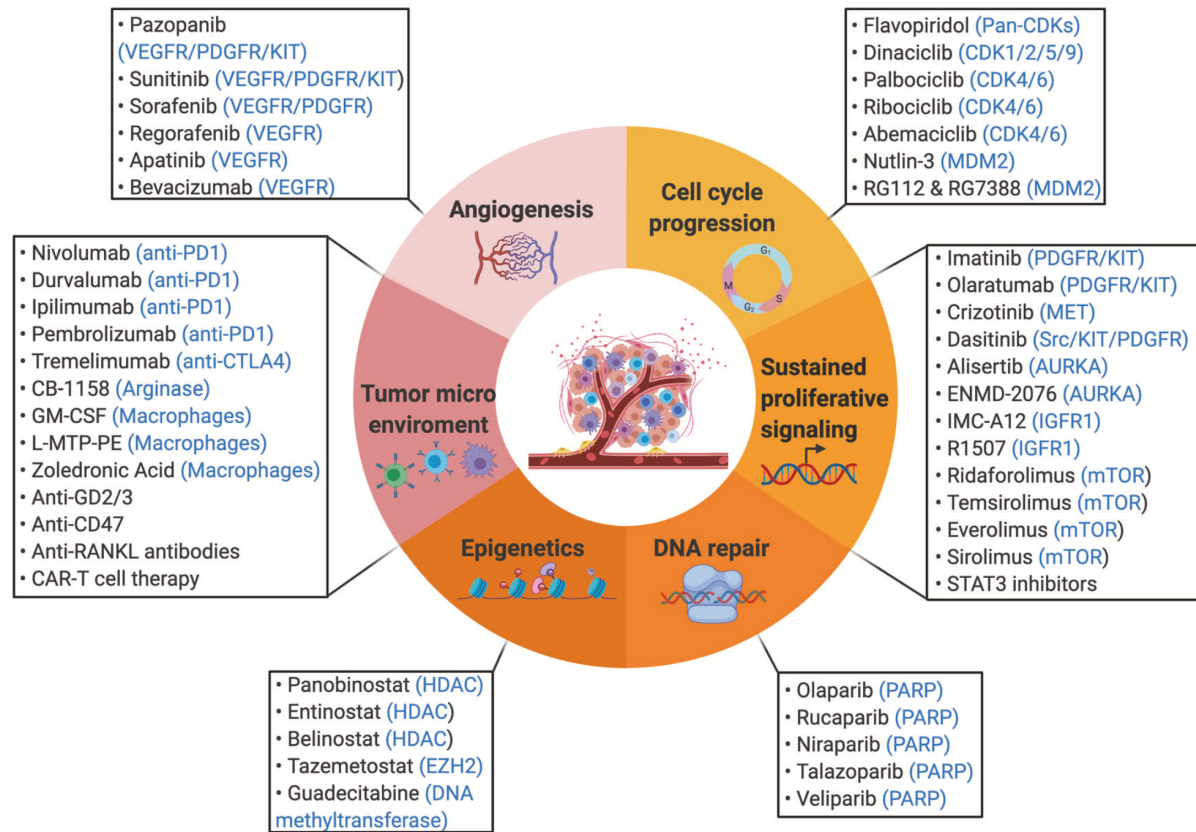 • Pazopanib
(VEGFR/PDGFR/KIT)
• Sunitinib (VEGFR/PDGFR/KIT)
• Sorafenib (VEGFR/PDGFR)
• Regorafenib (VEGFR)
• Apatinib (VEGFR)
• Bevacizumab (VEGFR)
• Flavopiridol (Pan-CDKs)
• Dinaciclib (CDK1/2/5/9)
• Palbociclib (CDK4/6)
• Ribociclib (CDK4/6)
• Abemaciclib (CDK4/6)
• Nutlin-3 (MDM2)
• RG112 & RG7388 (MDM2)
Angiogenesis
Cell cycle
progression
G1
S
G2
M
• Nivolumab (anti-PD1)
• Durvalumab (anti-PD1)
• Ipilimumab (anti-PD1)
• Pembrolizumab (anti-PD1)
• Tremelimumab (anti-CTLA4)
• CB-1158 (Arginase)
• GM-CSF (Macrophages)
• L-MTP-PE (Macrophages)
• Zoledronic Acid (Macrophages)
• Anti-GD2/3
• Anti-CD47
• Anti-RANKL antibodies
• CAR-T cell therapy
Tumor micro
enviroment
Sustained
proliferative
signaling
• Imatinib (PDGFR/KIT)
• Olaratumab (PDGFR/KIT)
• Crizotinib (MET)
• Dasitinib (Src/KIT/PDGFR)
• Alisertib (AURKA)
• ENMD-2076 (AURKA)
• IMC-A12 (IGFR1)
• R1507 (IGFR1)
• Ridaforolimus (mTOR)
• Temsirolimus (mTOR)
• Everolimus (mTOR)
• Sirolimus (mTOR)
• STAT3 inhibitors
Epigenetics
DNA repair
• Panobinostat (HDAC)
• Entinostat (HDAC)
• Belinostat (HDAC)
• Tazemetostat (EZH2)
• Guadecitabine (DNA
methyltransferase)
• Olaparib (PARP)
• Rucaparib (PARP)
• Niraparib (PARP)
• Talazoparib (PARP)
• Veliparib (PARP)